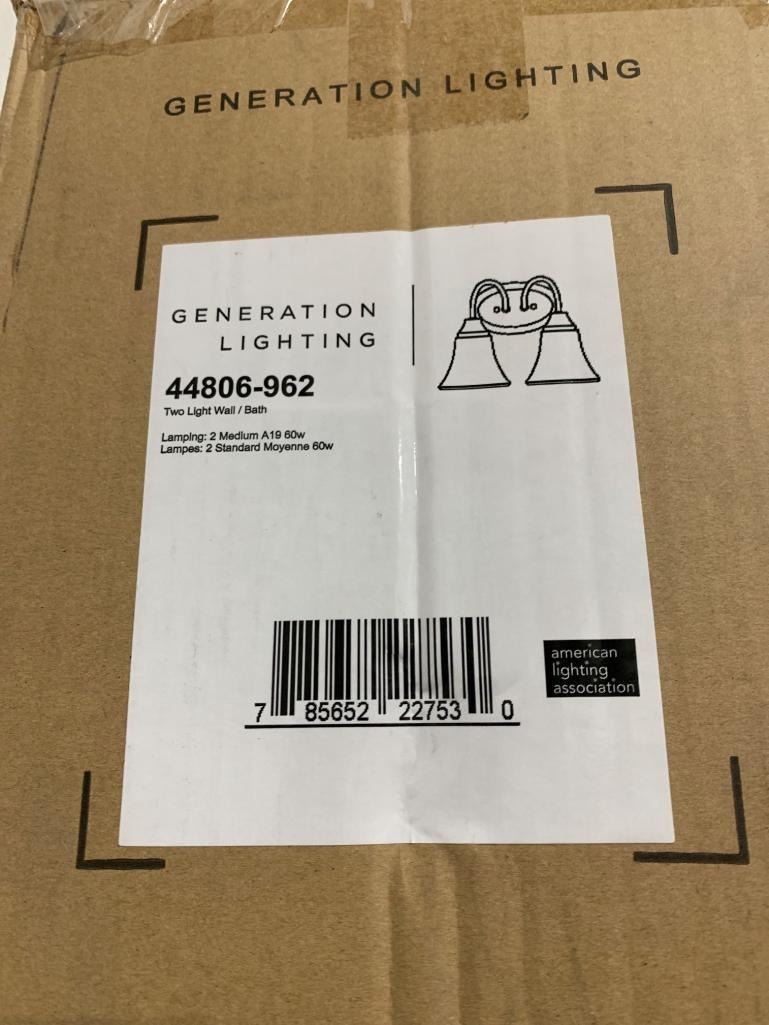 GENERATION LIGHTING
GENERATION
LIGHTING
44806-962
Two Light Wall / Bath
Lamping: 2 Medium A19 60w
Lampes: 2 Standard Moyenne 60w
7 85652 22753 0
american
lighting
association